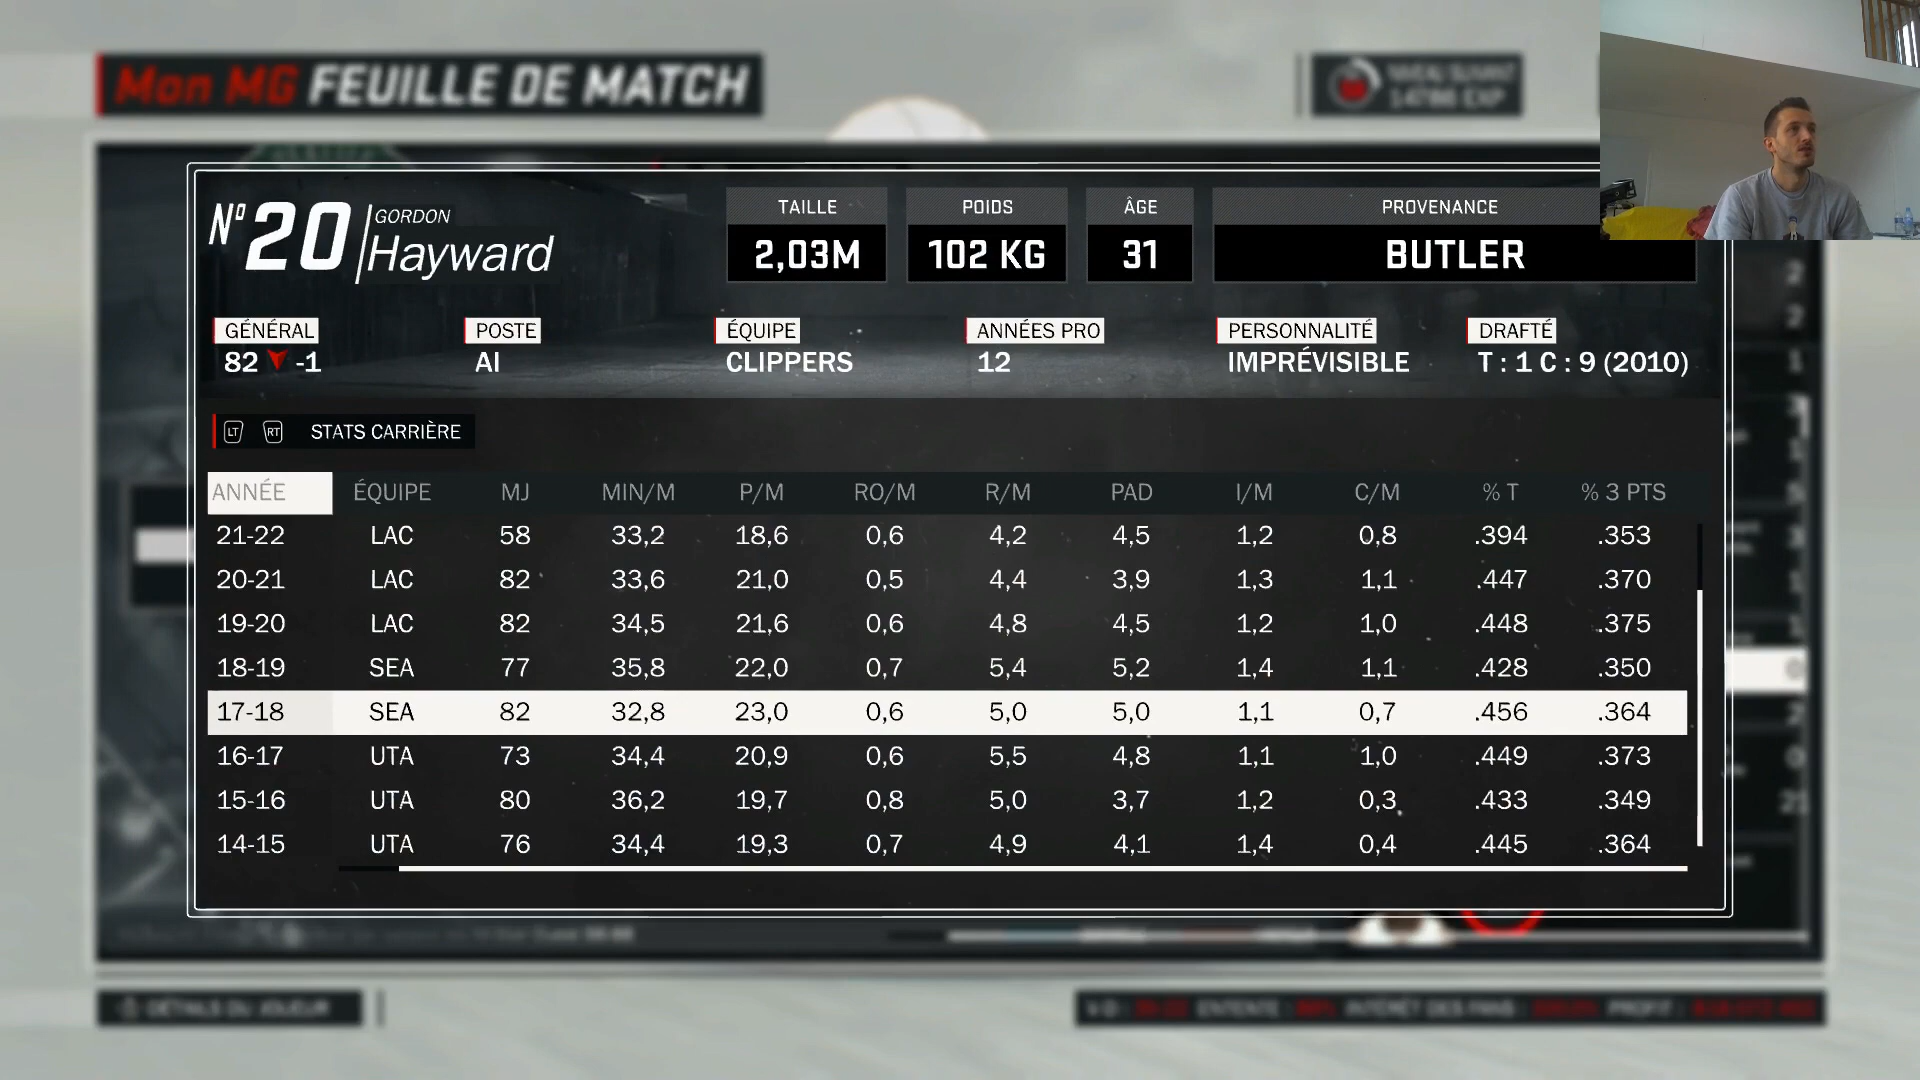 Mon MG FEUILLE DE MATCH
NIVEAU SUIVANT
N° 20 GORDON Hayward
TAILLE POIDS ÂGE PROVENANCE
2,03M 102 KG 31 BUTLER
GÉNÉRAL POSTE ÉQUIPE ANNÉES PRO PERSONNALITÉ DRAFTÉ
82 -1 AI CLIPPERS 12 IMPRÉVISIBLE T : 1 C : 9 (2010)
LT RT STATS CARRIÈRE
ANNÉE ÉQUIPE MJ MIN/M P/M RO/M R/M PAD I/M C/M % T % 3 PTS
21-22 LAC 58 33,2 18,6 0,6 4,2 4,5 1,2 0,8 .394 .353
20-21 LAC 82 33,6 21,0 0,5 4,4 3,9 1,3 1,1 .447 .370
19-20 LAC 82 34,5 21,6 0,6 4,8 4,5 1,2 1,0 .448 .375
18-19 SEA 77 35,8 22,0 0,7 5,4 5,2 1,4 1,1 .428 .350
17-18 SEA 82 32,8 23,0 0,6 5,0 5,0 1,1 0,7 .456 .364
16-17 UTA 73 34,4 20,9 0,6 5,5 4,8 1,1 1,0 .449 .373
15-16 UTA 80 36,2 19,7 0,8 5,0 3,7 1,2 0,3 .433 .349
14-15 UTA 76 34,4 19,3 0,7 4,9 4,1 1,4 0,4 .445 .364
DÉTAILS DU JOUEUR
V-D : ENTENTE : INTÉRÊT DES FANS : PROFIT :